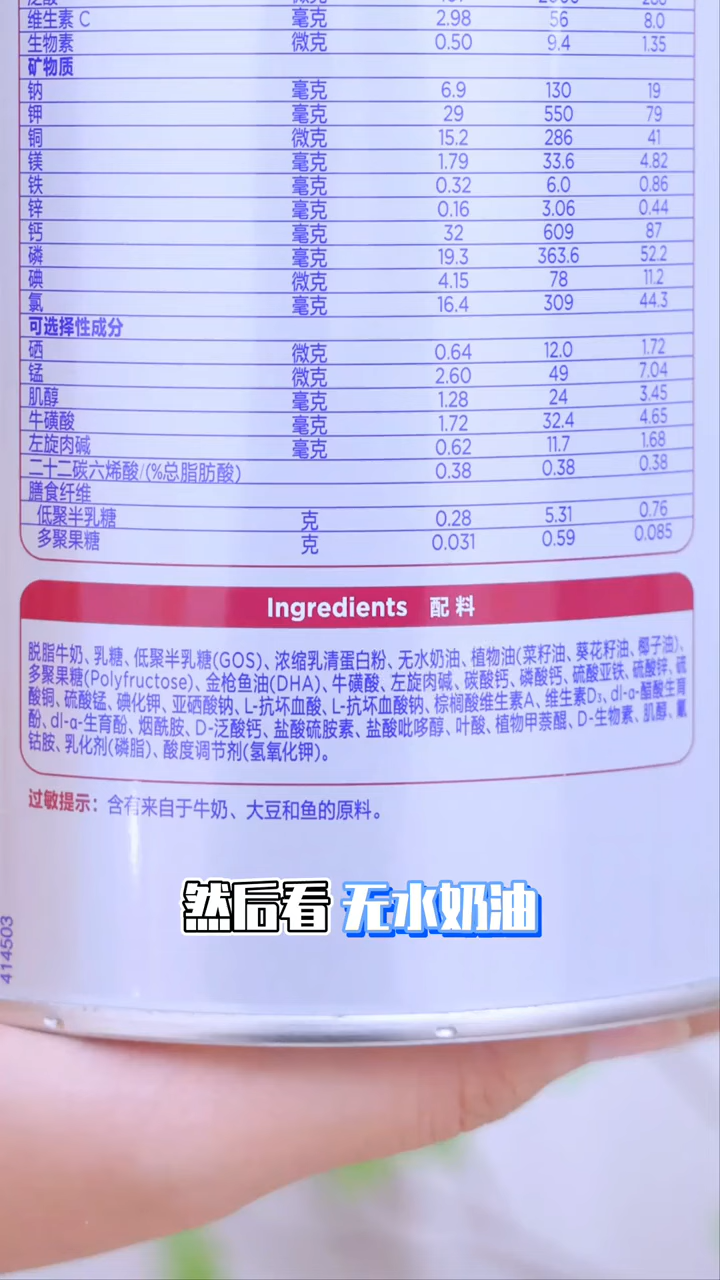 维生素 C 毫克 2.98 56 8.0
生物素 微克 0.50 9.4 1.35
矿物质
钠 毫克 6.9 130 19
钾 毫克 29 550 79
铜 微克 15.2 286 41
镁 毫克 1.79 33.6 4.82
铁 毫克 0.32 6.0 0.86
锌 毫克 0.16 3.06 0.44
钙 毫克 32 609 87
磷 毫克 19.3 363.6 52.2
碘 微克 4.15 78 11.2
氯 毫克 16.4 309 44.3
可选择性成分
硒 微克 0.64 12.0 1.72
锰 微克 2.60 49 7.04
肌醇 毫克 1.28 24 3.45
牛磺酸 毫克 1.72 32.4 4.65
左旋肉碱 毫克 0.62 11.7 1.68
二十二碳六烯酸/(%总脂肪酸) 0.38 0.38 0.38
膳食纤维
低聚半乳糖 克 0.28 5.31 0.76
多聚果糖 克 0.031 0.59 0.085
Ingredients 配料
脱脂牛奶、乳糖、低聚半乳糖(GOS)、浓缩乳清蛋白粉、无水奶油、植物油(菜籽油、葵花籽油、椰子油)、
多聚果糖(Polyfructose)、金枪鱼油(DHA)、牛磺酸、左旋肉碱、碳酸钙、磷酸钙、硫酸亚铁、硫酸锌、硫
酸铜、硫酸锰、碘化钾、亚硒酸钠、L-抗坏血酸、L-抗坏血酸钠、棕榈酸维生素A、维生素D₃、dl-α-醋酸生育
酚、dl-α-生育酚、烟酰胺、D-泛酸钙、盐酸硫胺素、盐酸吡哆醇、叶酸、植物甲萘醌、D-生物素、肌醇、氰
钴胺、乳化剂(磷脂)、酸度调节剂(氢氧化钾)。
过敏提示：含有来自于牛奶、大豆和鱼的原料。
然后看 无水奶油
414503